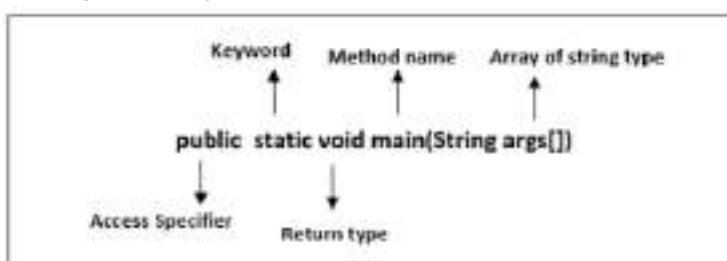 Keyword Method name Array of string type
public static void main(String args[])
Access Specifier
Return type